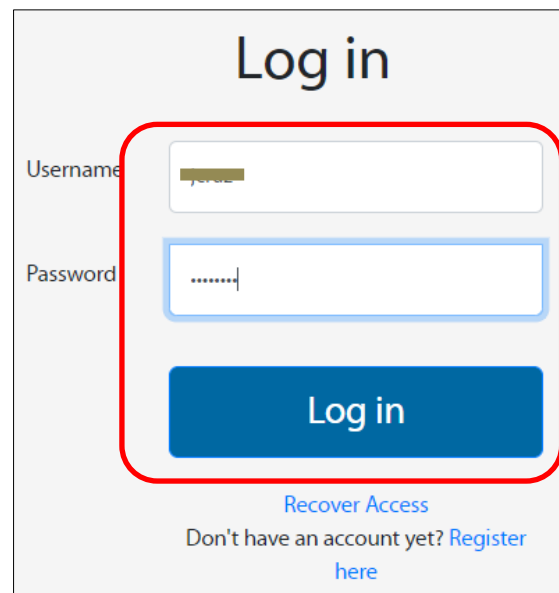 Log in
Username
Password
••••••••
Log in
Recover Access
Don't have an account yet? Register
here